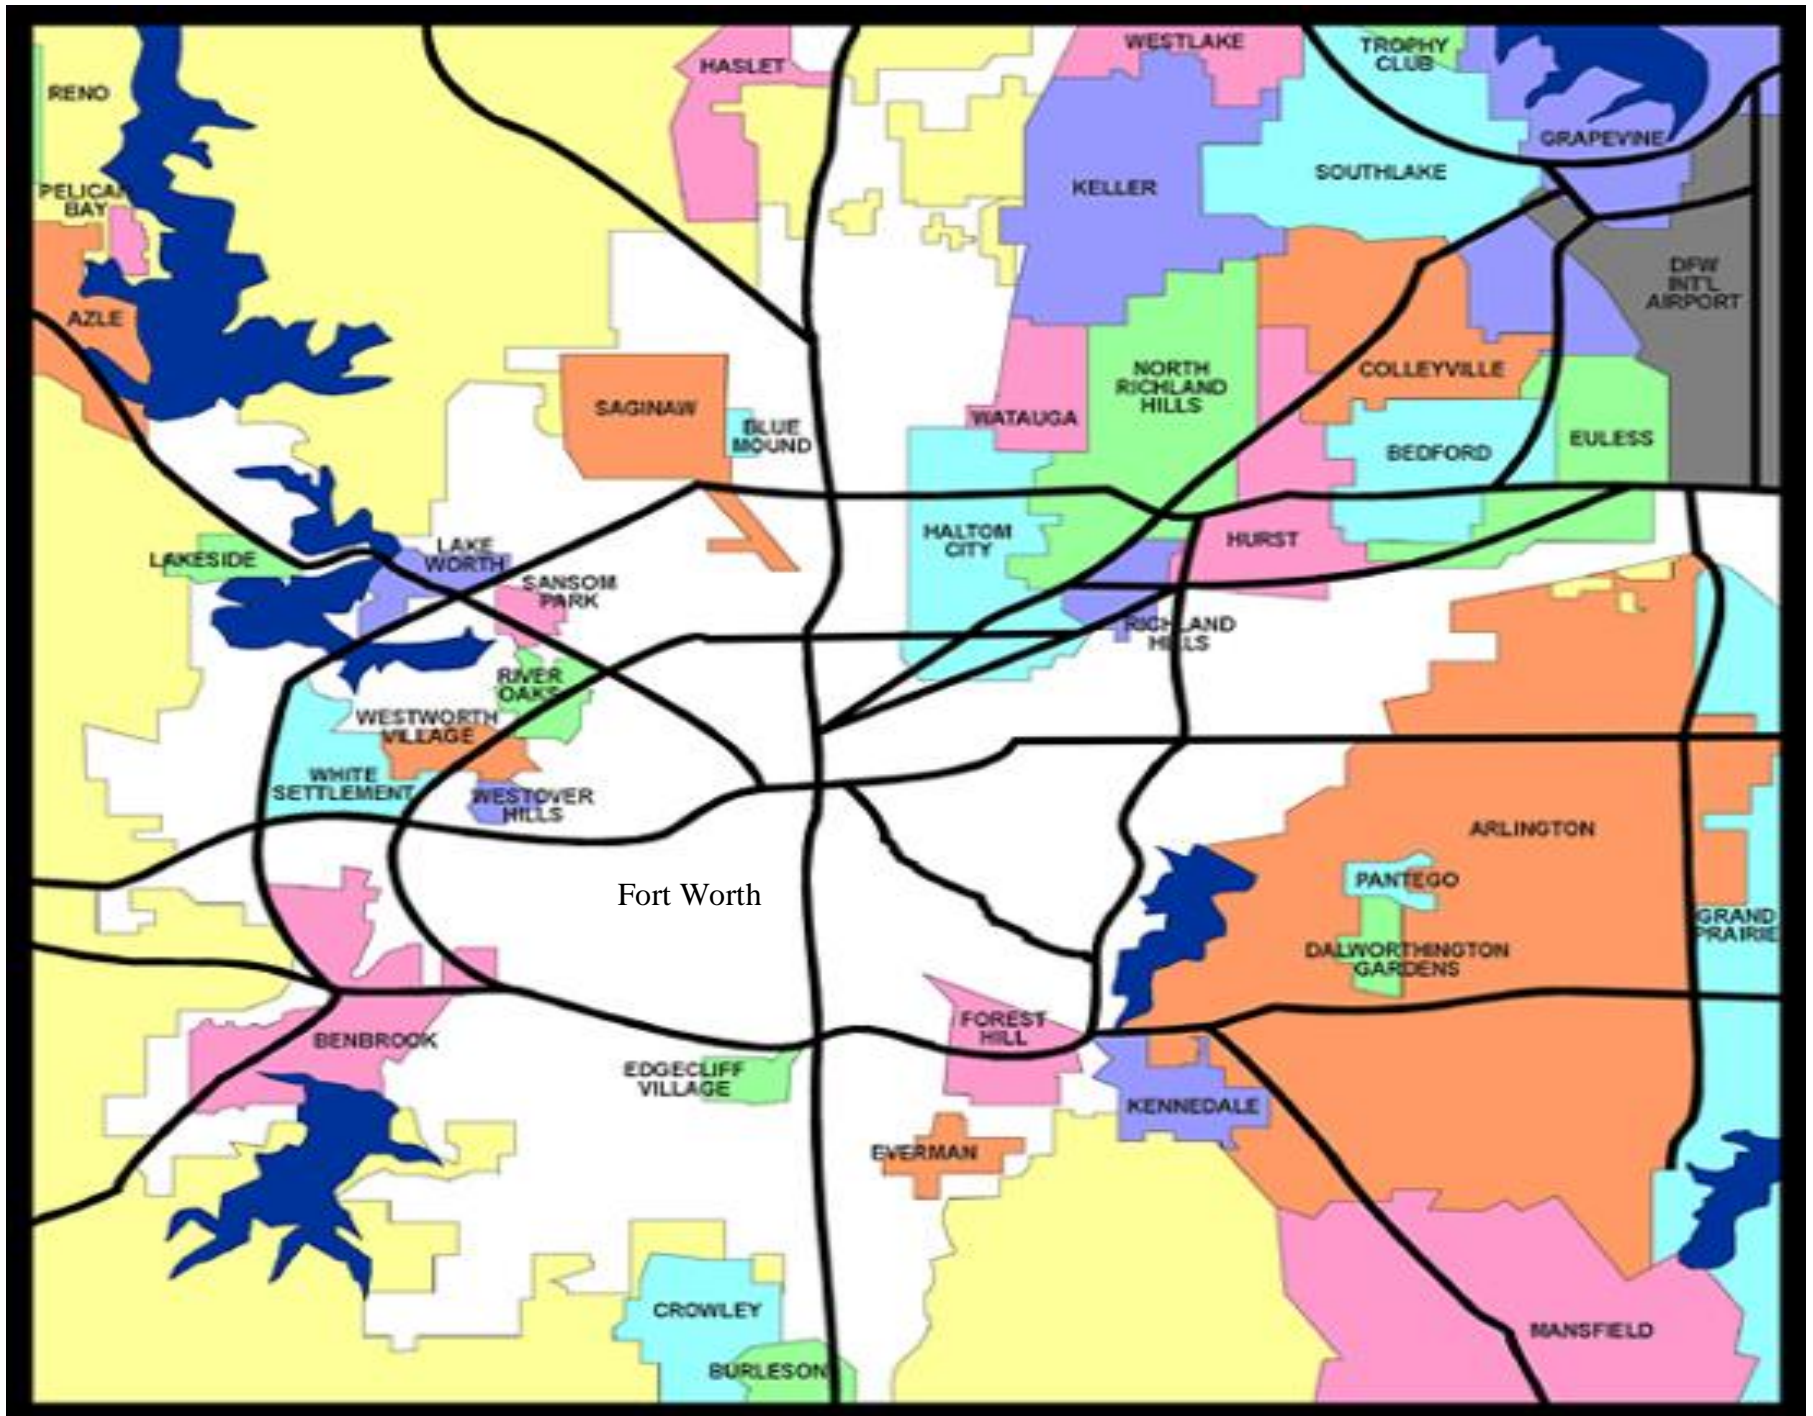 WESTLAKE
TROPHY
CLUB
HASLET
RENO
GRAPEVINE
SOUTHLAKE
KELLER
PELICAN
BAY
DFW
INT'L
AIRPORT
AZLE
NORTH
RICHLAND
HILLS
COLLEYVILLE
SAGINAW
WATAUGA
BLUE
MOUND
EULESS
BEDFORD
HALTOM
CITY
HURST
LAKE
WORTH
LAKESIDE
SANSOM
PARK
RICHLAND
HILLS
RIVER
OAKS
WESTWORTH
VILLAGE
WHITE
SETTLEMENT
WESTOVER
HILLS
ARLINGTON
PANTEGO
Fort Worth
GRAND
PRAIRIE
DALWORTHINGTON
GARDENS
FOREST
HILL
BENBROOK
EDGECLIFF
VILLAGE
KENNEDALE
EVERMAN
CROWLEY
MANSFIELD
BURLESON